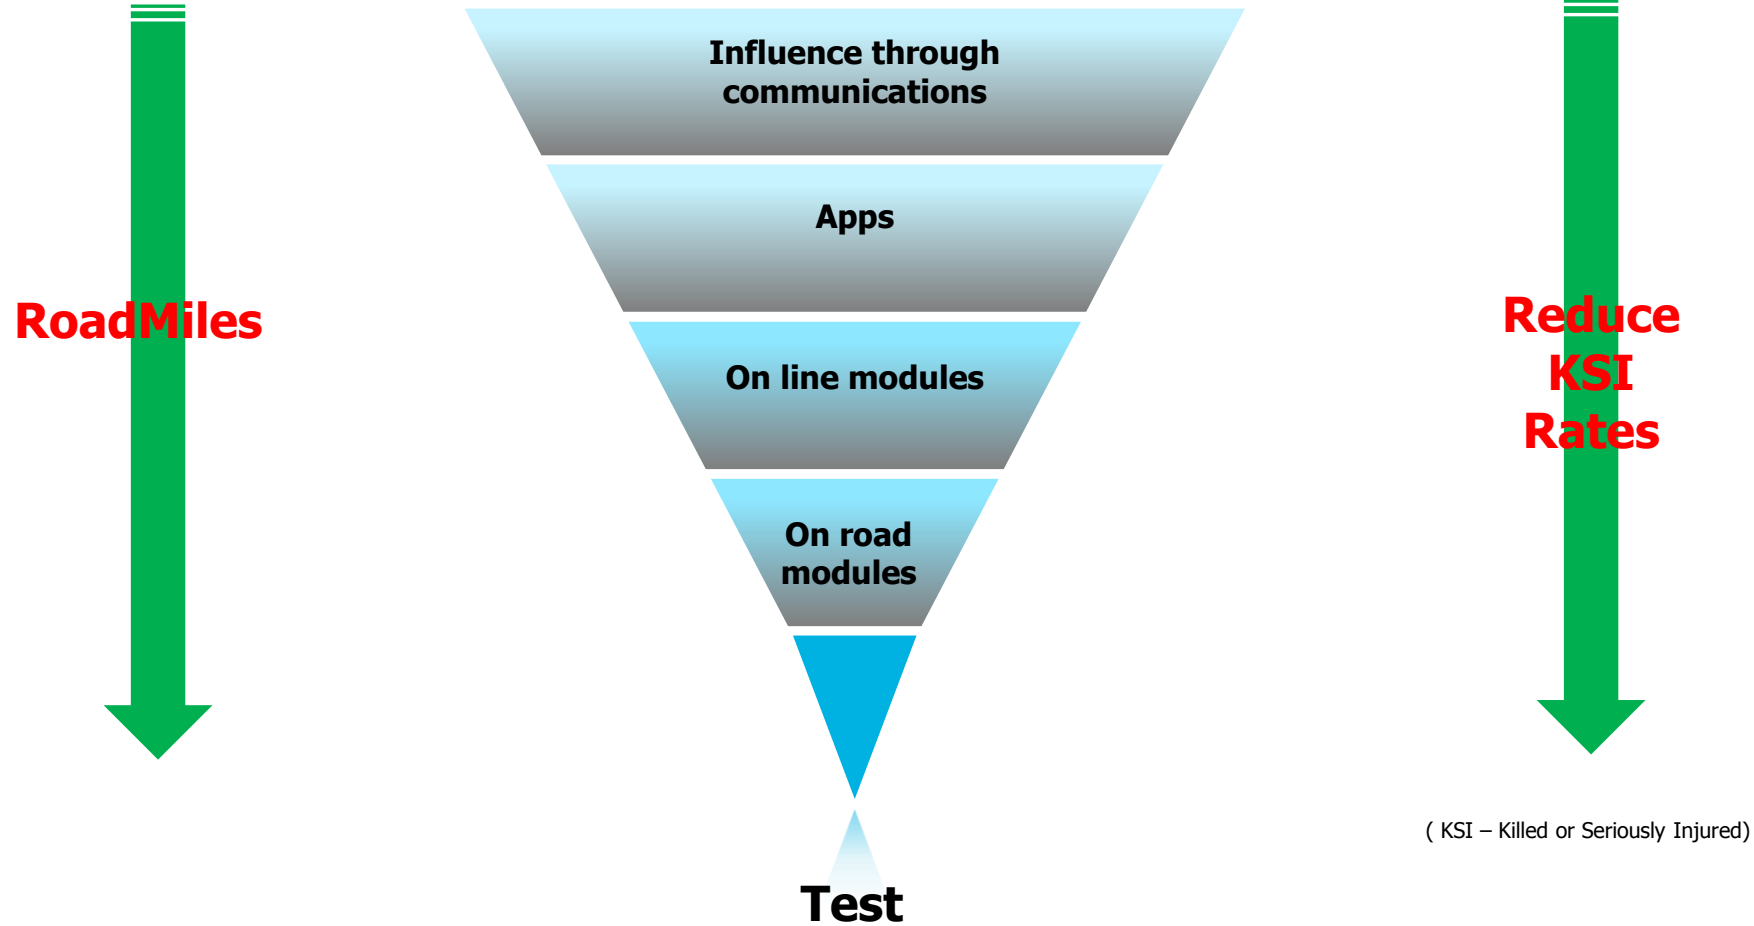 Influence through
communications
Apps
RoadMiles
On line modules
On road
modules
Test
Reduce
KSI
Rates
( KSI – Killed or Seriously Injured)